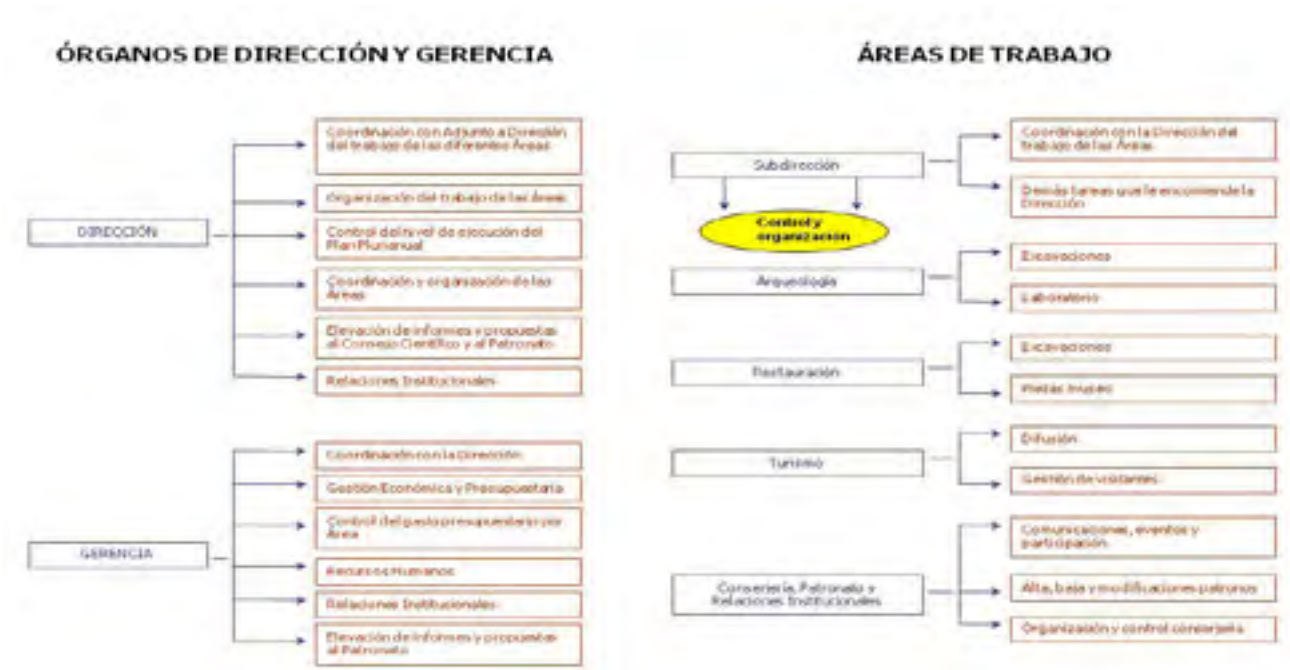 ÓRGANOS DE DIRECCIÓN Y GERENCIA
DIRECCIÓN
Coordinación con Adjunto a Dirección
del trabajo de las diferentes Áreas
Organización del trabajo de las Áreas
Control del nivel de ejecución del
Plan Plurianual
Coordinación y organización de las
Áreas
Elevación de informes y propuestas
al Consejo Científico y al Patronato
Relaciones Institucionales
GERENCIA
Coordinación con la Dirección
Gestión Económica y Presupuestaria
Control del gasto presupuestario por
Área
Recursos Humanos
Relaciones Institucionales
Elevación de informes y propuestas
al Patronato
ÁREAS DE TRABAJO
Subdirección
Coordinación con la Dirección del
trabajo de las Áreas
Demás tareas que le encomiende la
Dirección
Control y
organización
Arqueología
Excavaciones
Laboratorio
Restauración
Excavaciones
Piezas museo
Turismo
Difusión
Gestión de visitantes
Conserjería, Patronato y
Relaciones Institucionales
Comunicaciones, eventos y
participación
Alta, baja y modificaciones patronos
Organización y control conserjería